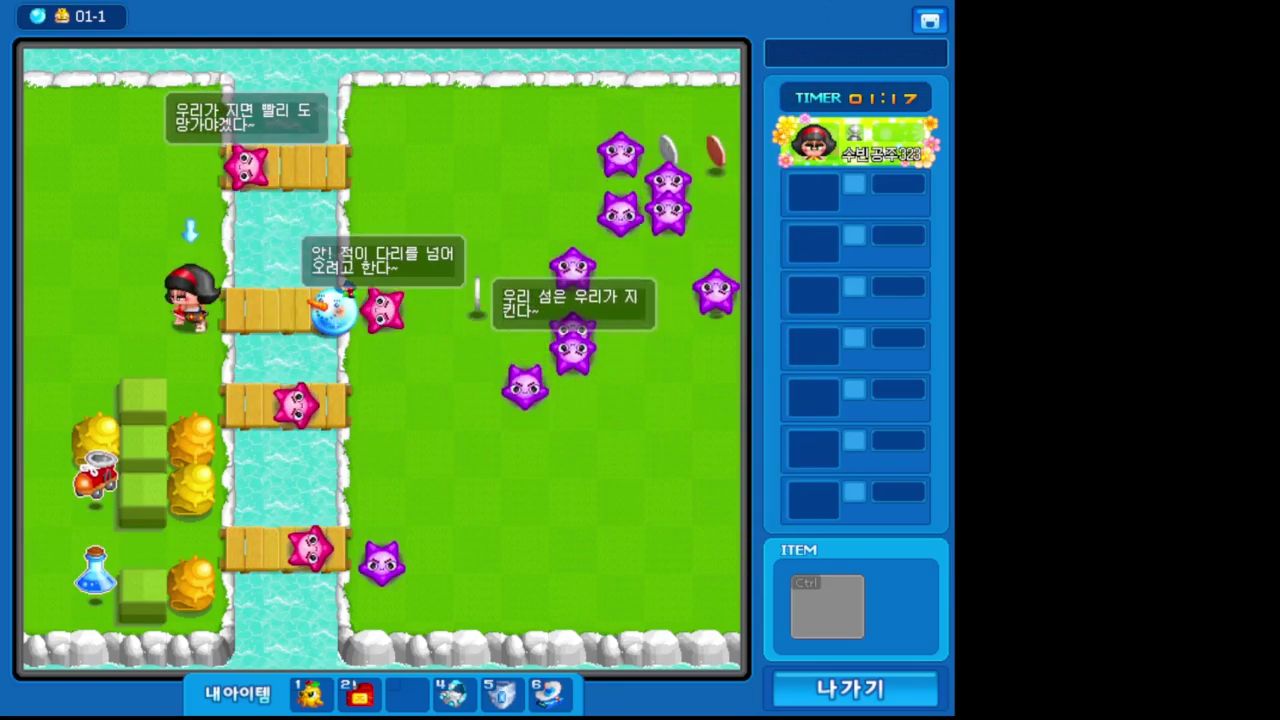 01-1
우리가 지면 빨리 도
망가야겠다~
앗! 적이 다리를 넘어
오려고 한다~
우리 섬은 우리가 지
킨다~
TIMER 01:17
수빈공주323
ITEM
Ctrl
내아이템
1
2
4
5
6
나가기